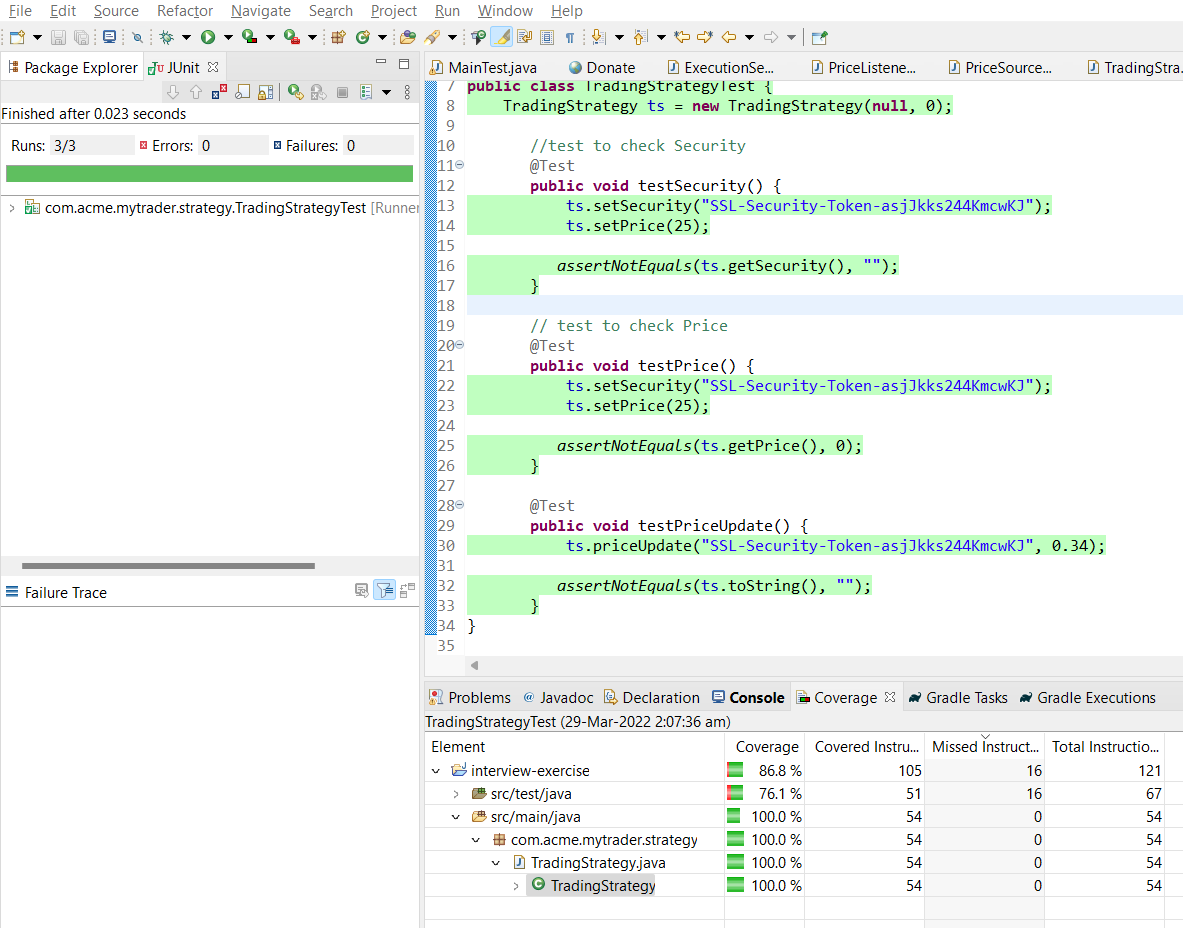 File Edit Source Refactor Navigate Search Project Run Window Help
Package Explorer JUnit
Finished after 0.023 seconds
Runs: 3/3 Errors: 0 Failures: 0
com.acme.mytrader.strategy.TradingStrategyTest [Runner
Failure Trace
MainTest.java Donate ExecutionSe... PriceListene... PriceSource... TradingStra.
7 public class TradingStrategyTest {
8 TradingStrategy ts = new TradingStrategy(null, 0);
9
10 //test to check Security
11 @Test
12 public void testSecurity() {
13 ts.setSecurity("SSL-Security-Token-asjJkks244KmcwKJ");
14 ts.setPrice(25);
15
16 assertNotEquals(ts.getSecurity(), "");
17 }
18
19 // test to check Price
20 @Test
21 public void testPrice() {
22 ts.setSecurity("SSL-Security-Token-asjJkks244KmcwKJ");
23 ts.setPrice(25);
24
25 assertNotEquals(ts.getPrice(), 0);
26 }
27
28 @Test
29 public void testPriceUpdate() {
30 ts.priceUpdate("SSL-Security-Token-asjJkks244KmcwKJ", 0.34);
31
32 assertNotEquals(ts.toString(), "");
33 }
34 }
35
Problems @ Javadoc Declaration Console Coverage Gradle Tasks Gradle Executions
TradingStrategyTest (29-Mar-2022 2:07:36 am)
Element Coverage Covered Instru... Missed Instruct... Total Instructio...
interview-exercise 86.8 % 105 16 121
src/test/java 76.1 % 51 16 67
src/main/java 100.0 % 54 0 54
com.acme.mytrader.strategy 100.0 % 54 0 54
TradingStrategy.java 100.0 % 54 0 54
TradingStrategy 100.0 % 54 0 54